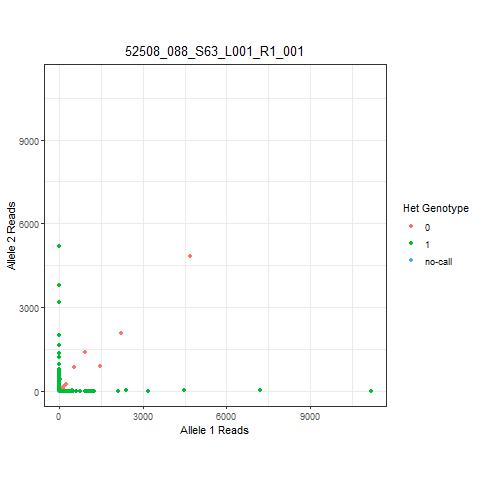 52508_088_S63_L001_R1_001
Allele 2 Reads
9000
6000
3000
0
0
3000
6000
9000
Allele 1 Reads
Het Genotype
0
1
no-call